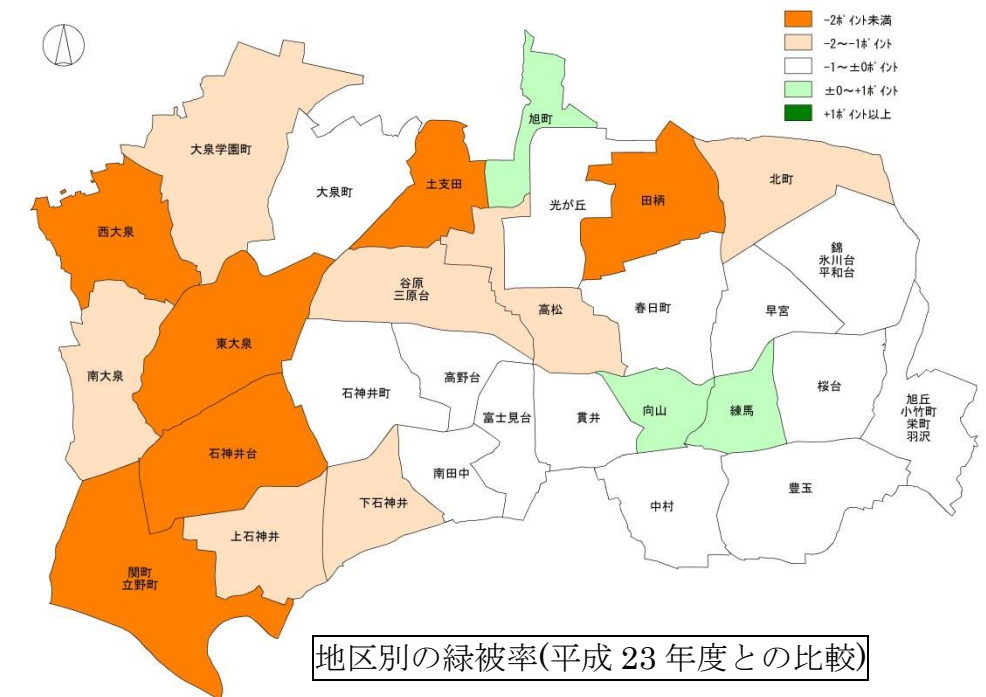 -2ﾎﾟｲﾝﾄ未満
-2～-1ﾎﾟｲﾝﾄ
-1～±0ﾎﾟｲﾝﾄ
±0～+1ポイント
+1ﾎﾟｲﾝﾄ以上
旭町
大泉学園町
大泉町
土支田
田柄
北町
光が丘
西大泉
錦
氷川台
平和台
谷原
三原台
高松
春日町
早宮
東大泉
南大泉
石神井町
高野台
富士見台
貫井
向山
練馬
桜台
旭丘
小竹町
栄町
羽沢
石神井台
南田中
下石神井
中村
豊玉
上石神井
関町
立野町
地区別の緑被率(平成 23 年度との比較)